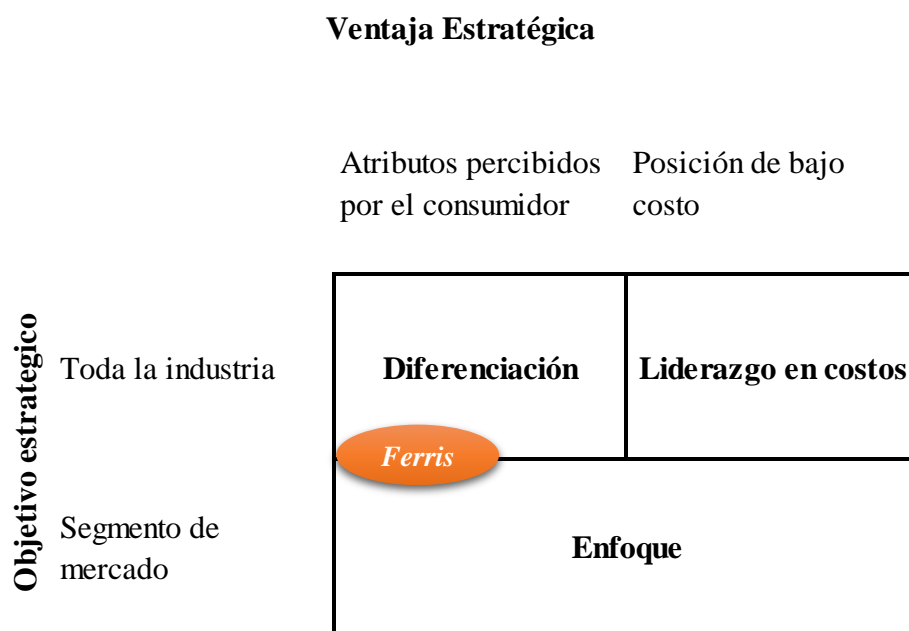 Ventaja Estratégica
Atributos percibidos
por el consumidor
Posición de bajo
costo
Objetivo estrategico
Toda la industria
Diferenciación
Liderazgo en costos
Ferris
Segmento de
mercado
Enfoque